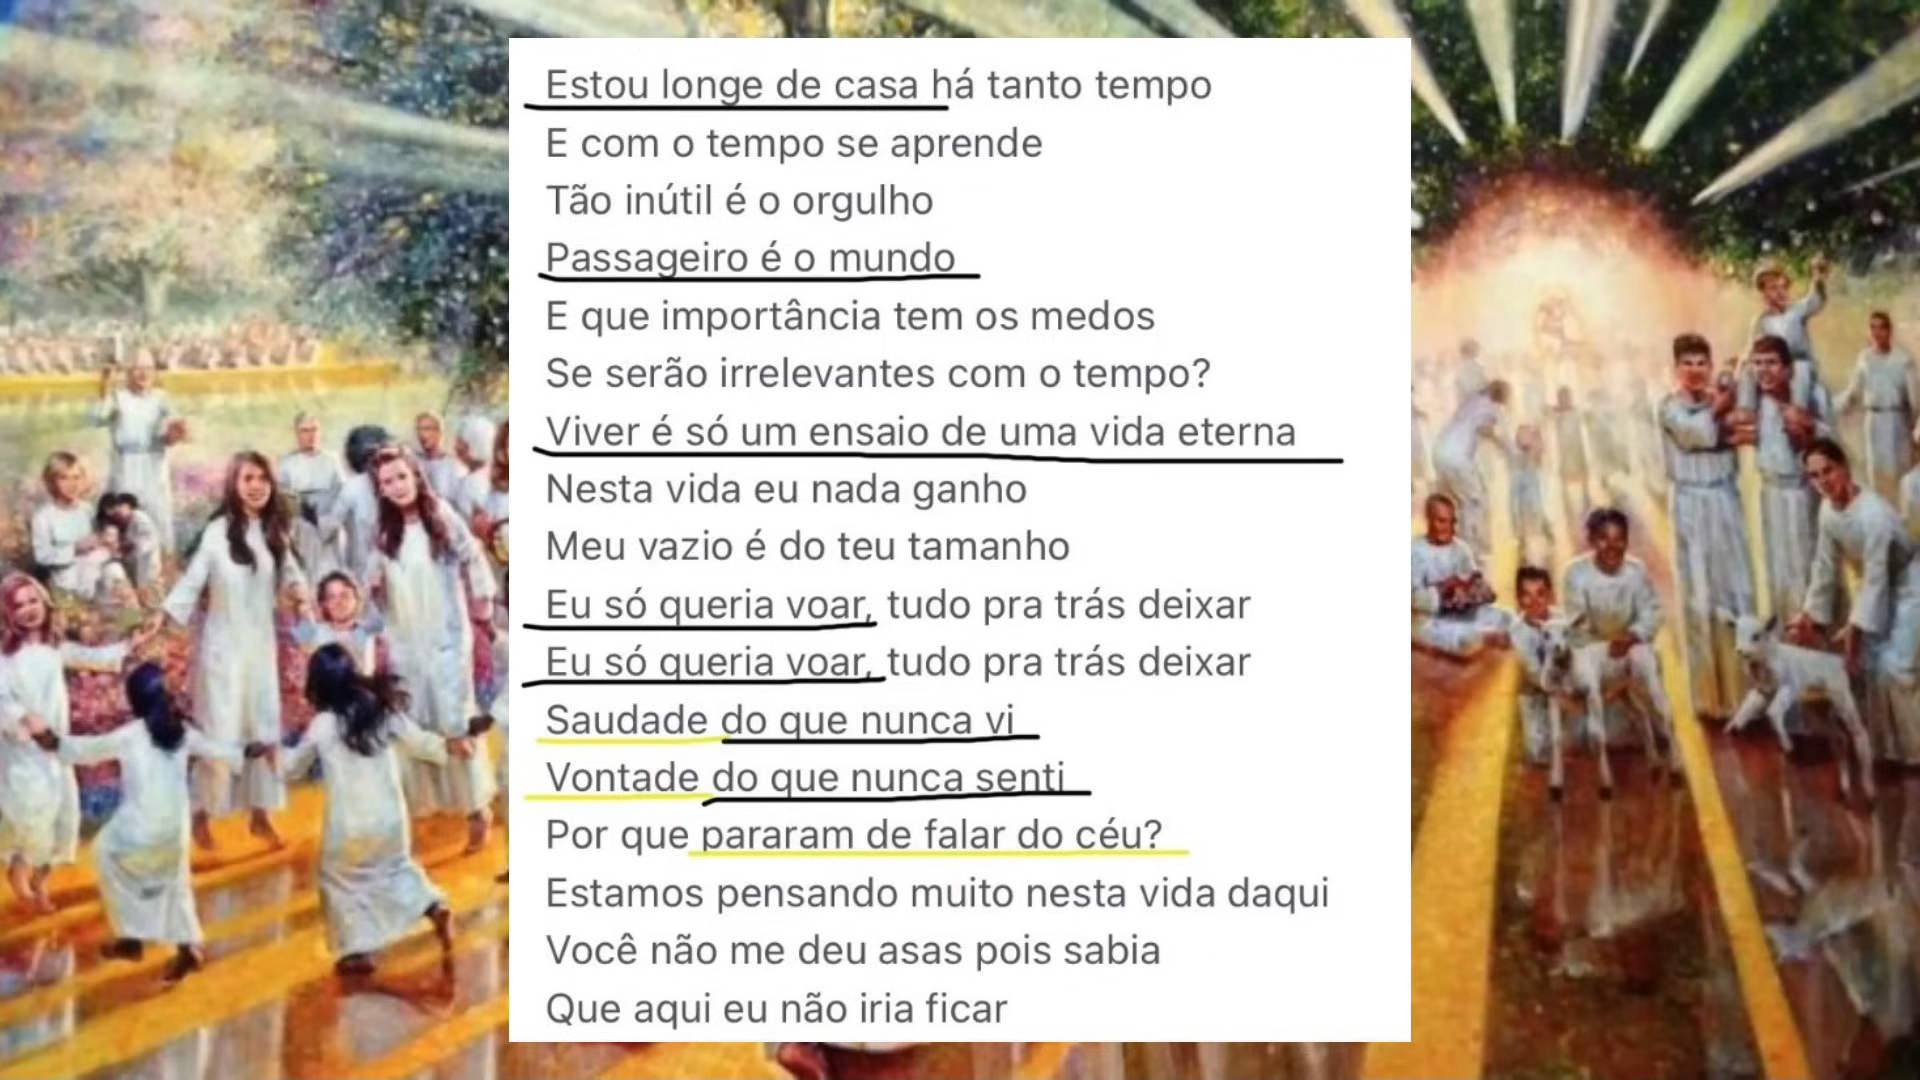 Estou longe de casa há tanto tempo
E com o tempo se aprende
Tão inútil é o orgulho
Passageiro é o mundo
E que importância tem os medos
Se serão irrelevantes com o tempo?
Viver é só um ensaio de uma vida eterna
Nesta vida eu nada ganho
Meu vazio é do teu tamanho
Eu só queria voar, tudo pra trás deixar
Eu só queria voar, tudo pra trás deixar
Saudade do que nunca vi
Vontade do que nunca senti
Por que pararam de falar do céu?
Estamos pensando muito nesta vida daqui
Você não me deu asas pois sabia
Que aqui eu não iria ficar